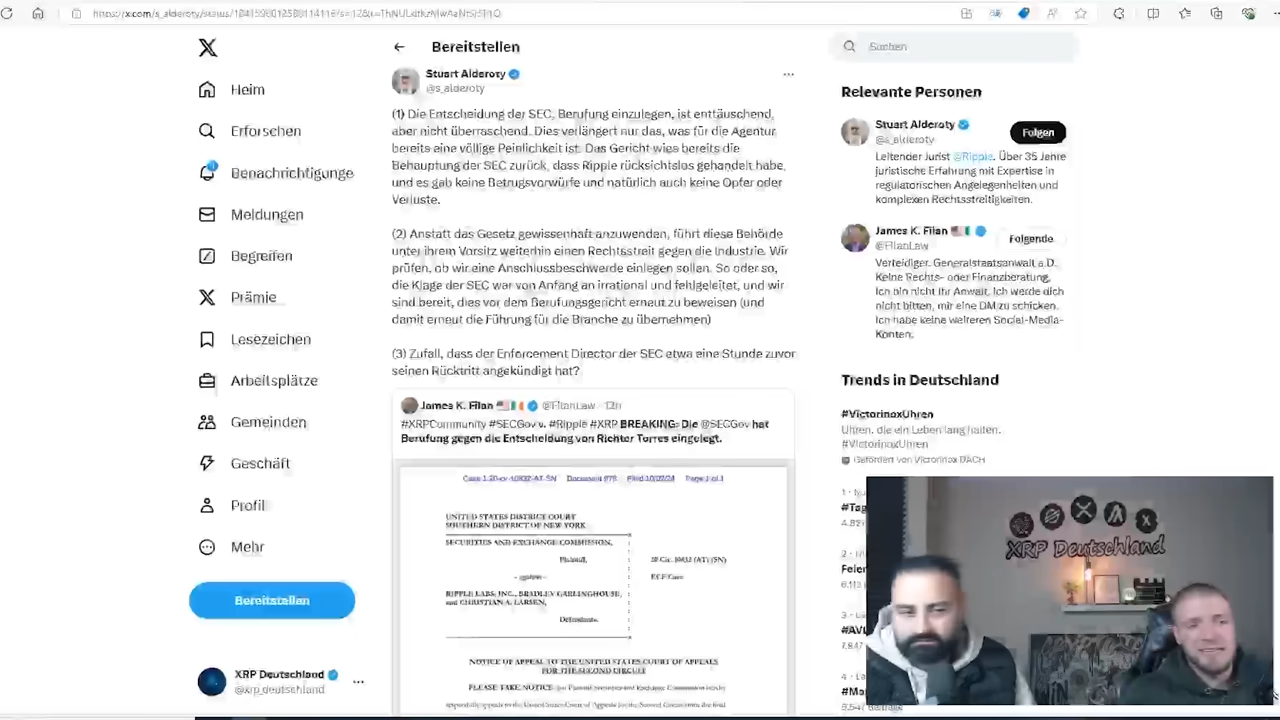 Bereitstellen
Suchen
Stuart Alderoty
@s_alderoty
Heim
Erforschen
Benachrichtigunge
Meldungen
Begreifen
Prämie
Lesezeichen
Arbeitsplätze
Gemeinden
Geschäft
Profil
Mehr
Bereitstellen
XRP Deutschland
@xrp_deutschland
(1) Die Entscheidung der SEC, Berufung einzulegen, ist enttäuschend,
aber nicht überraschend. Dies verlängert nur das, was für die Agentur
bereits eine völlige Peinlichkeit ist. Das Gericht wies bereits die
Behauptung der SEC zurück, dass Ripple rücksichtslos gehandelt habe,
und es gab keine Betrugsvorwürfe und natürlich auch keine Opfer oder
Verluste.
(2) Anstatt das Gesetz gewissenhaft anzuwenden, führt diese Behörde
unter ihrem Vorsitz weiterhin einen Rechtsstreit gegen die Industrie. Wir
prüfen, ob wir eine Anschlussbeschwerde einlegen sollen. So oder so,
die Klage der SEC war von Anfang an irrational und fehlgeleitet, und wir
sind bereit, dies vor dem Berufungsgericht erneut zu beweisen (und
damit erneut die Führung für die Branche zu übernehmen)
(3) Zufall, dass der Enforcement Director der SEC etwa eine Stunde zuvor
seinen Rücktritt angekündigt hat?
James K. Filan @FilanLaw
#XRPCommunity #SECGov v. #Ripple #XRP BREAKING: Die @SECGov hat
Berufung gegen die Entscheidung von Richter Torres eingelegt.
UNITED STATES DISTRICT COURT
SOUTHERN DISTRICT OF NEW YORK
SECURITIES AND EXCHANGE COMMISSION,
Plaintiff,
- against -
RIPPLE LABS, INC., BRADLEY GARLINGHOUSE,
and CHRISTIAN A. LARSEN,
Defendants.
NOTICE OF APPEAL TO THE UNITED STATES COURT OF APPEALS
FOR THE SECOND CIRCUIT
PLEASE TAKE NOTICE
Relevante Personen
Stuart Alderoty
@s_alderoty
Folgen
Leitender Jurist @Ripple. Über 35 Jahre
juristische Erfahrung mit Expertise in
regulatorischen Angelegenheiten und
komplexen Rechtsstreitigkeiten.
James K. Filan
@FilanLaw
Folgende
Verteidiger. Generalstaatsanwalt a.D.
Keine Rechts- oder Finanzberatung.
Ich bin nicht Ihr Anwalt. Ich werde dich
nicht bitten, mir eine DM zu schicken.
Ich habe keine weiteren Social-Media-
Konten.
Trends in Deutschland
#VictorinoxUhren
Uhren, die ein Leben lang halten.
#VictorinoxUhren
Gefördert von Victorinox DACH
XRP Deutschland